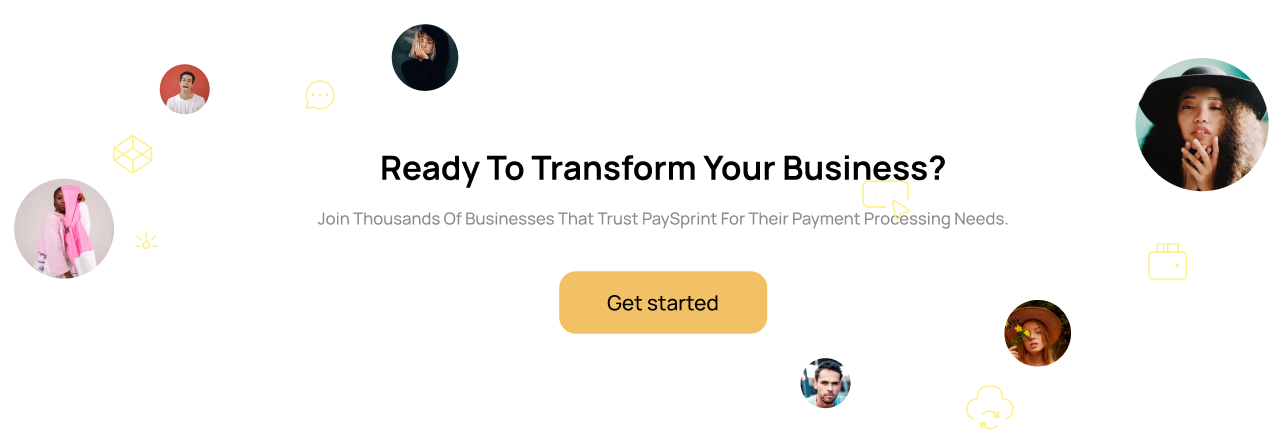 Ready To Transform Your Business?
Join Thousands Of Businesses That Trust PaySprint For Their Payment Processing Needs.
Get started